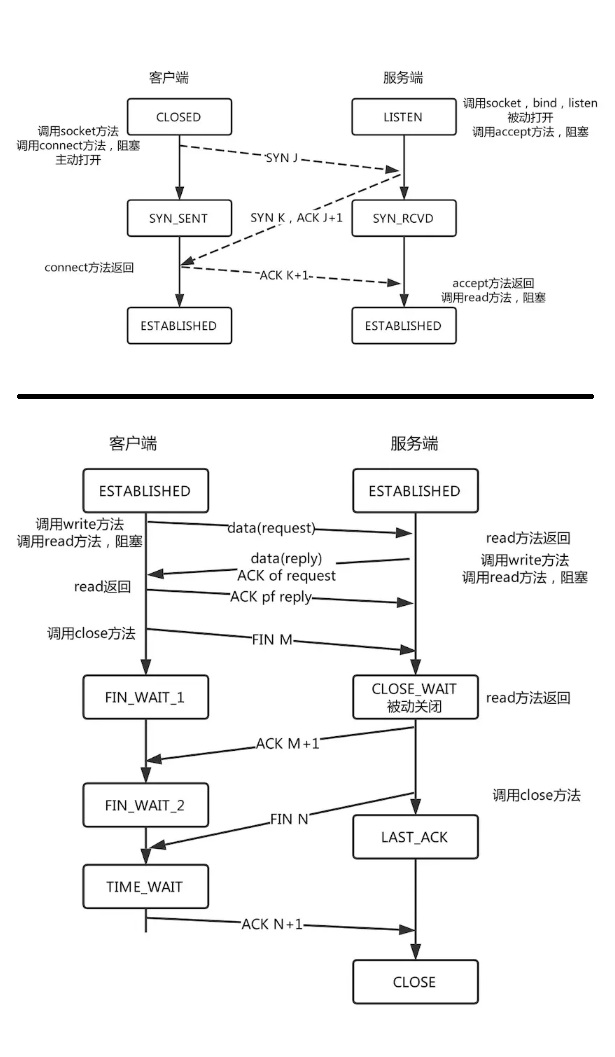 客户端
服务端
CLOSED
LISTEN
调用socket，bind，listen
被动打开
调用accept方法，阻塞
调用socket方法
调用connect方法，阻塞
主动打开
SYN J
SYN_SENT
SYN K，ACK J+1
SYN_RCVD
connect方法返回
ACK K+1
accept方法返回
调用read方法，阻塞
ESTABLISHED
ESTABLISHED
客户端
服务端
ESTABLISHED
ESTABLISHED
调用write方法
调用read方法，阻塞
data(request)
read方法返回
调用write方法
调用read方法，阻塞
data(reply)
ACK of request
read返回
ACK pf reply
调用close方法
FIN M
FIN_WAIT_1
CLOSE_WAIT
被动关闭
read方法返回
ACK M+1
FIN_WAIT_2
调用close方法
FIN N
LAST_ACK
TIME_WAIT
ACK N+1
CLOSE